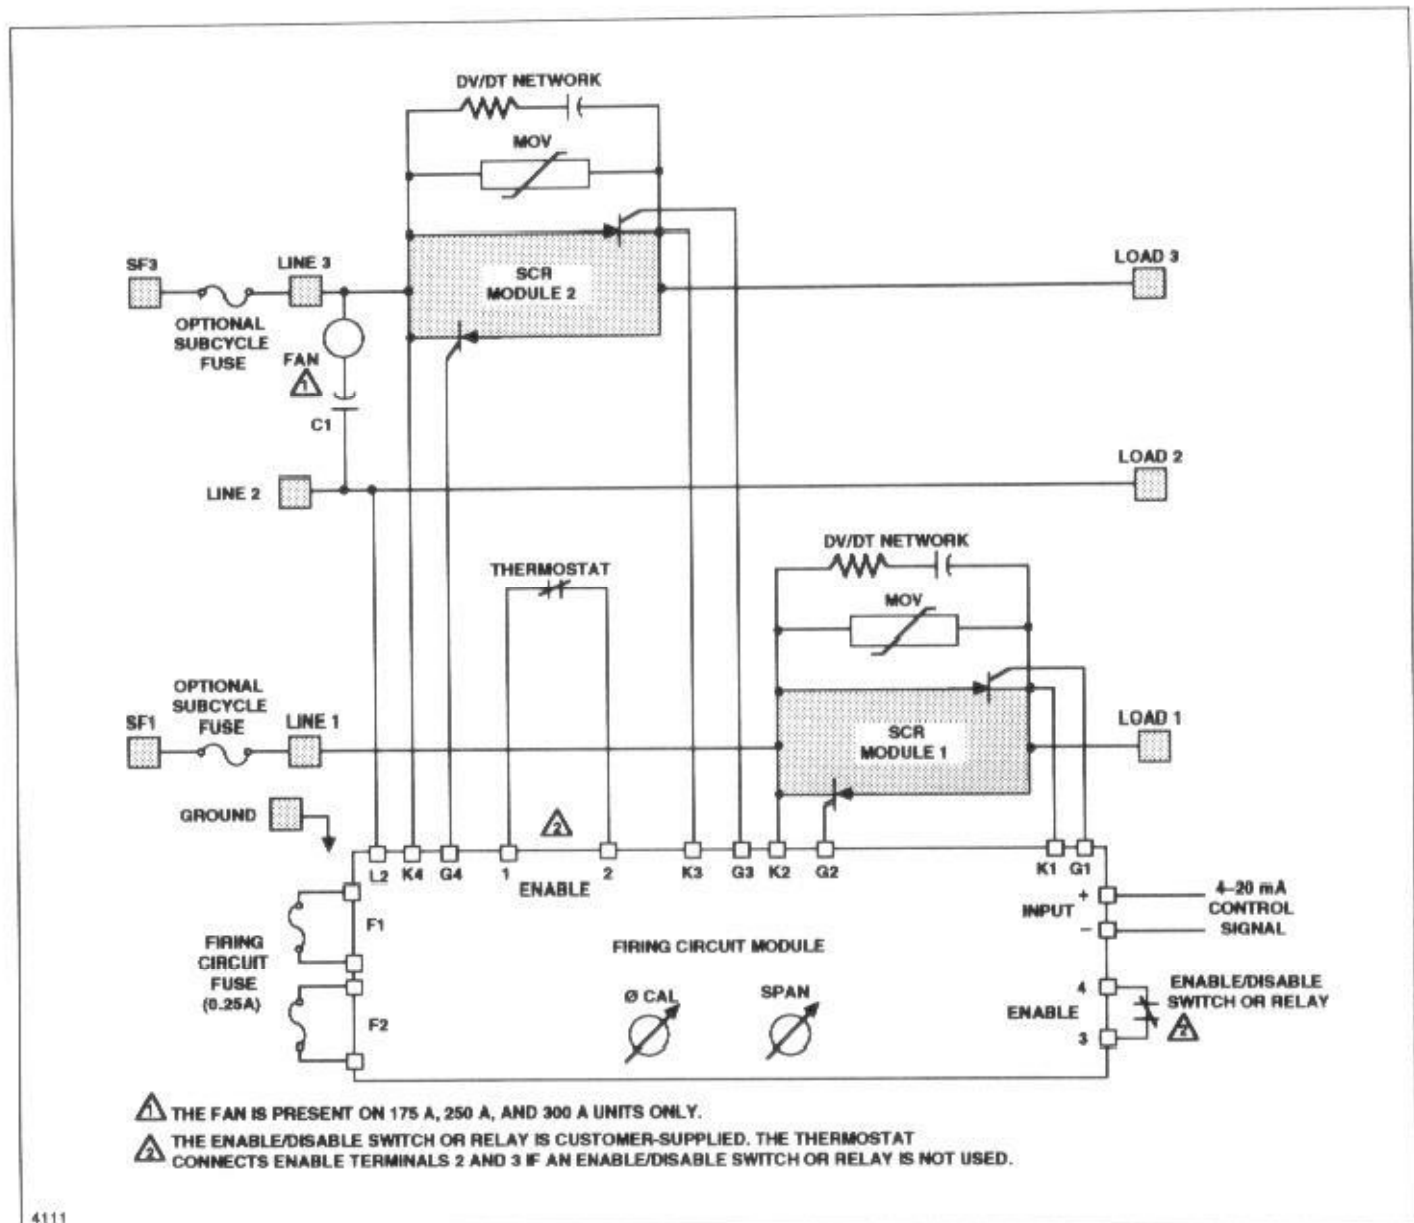 DV/DT NETWORK
MOV
SF3
LINE 3
SCR
MODULE 2
LOAD 3
OPTIONAL
SUBCYCLE
FUSE
FAN
1
C1
LINE 2
LOAD 2
DV/DT NETWORK
THERMOSTAT
MOV
OPTIONAL
SUBCYCLE
FUSE
SF1
LINE 1
SCR
MODULE 1
LOAD 1
GROUND
2
L2 K4 G4 1 2 K3 G3 K2 G2 K1 G1
ENABLE
F1
INPUT + −
4–20 mA
CONTROL
SIGNAL
FIRING
CIRCUIT
FUSE
(0.25A)
FIRING CIRCUIT MODULE
F2
Ø CAL
SPAN
4
ENABLE
3
ENABLE/DISABLE
SWITCH OR RELAY
2
1 THE FAN IS PRESENT ON 175 A, 250 A, AND 300 A UNITS ONLY.
2 THE ENABLE/DISABLE SWITCH OR RELAY IS CUSTOMER-SUPPLIED. THE THERMOSTAT
CONNECTS ENABLE TERMINALS 2 AND 3 IF AN ENABLE/DISABLE SWITCH OR RELAY IS NOT USED.
4111